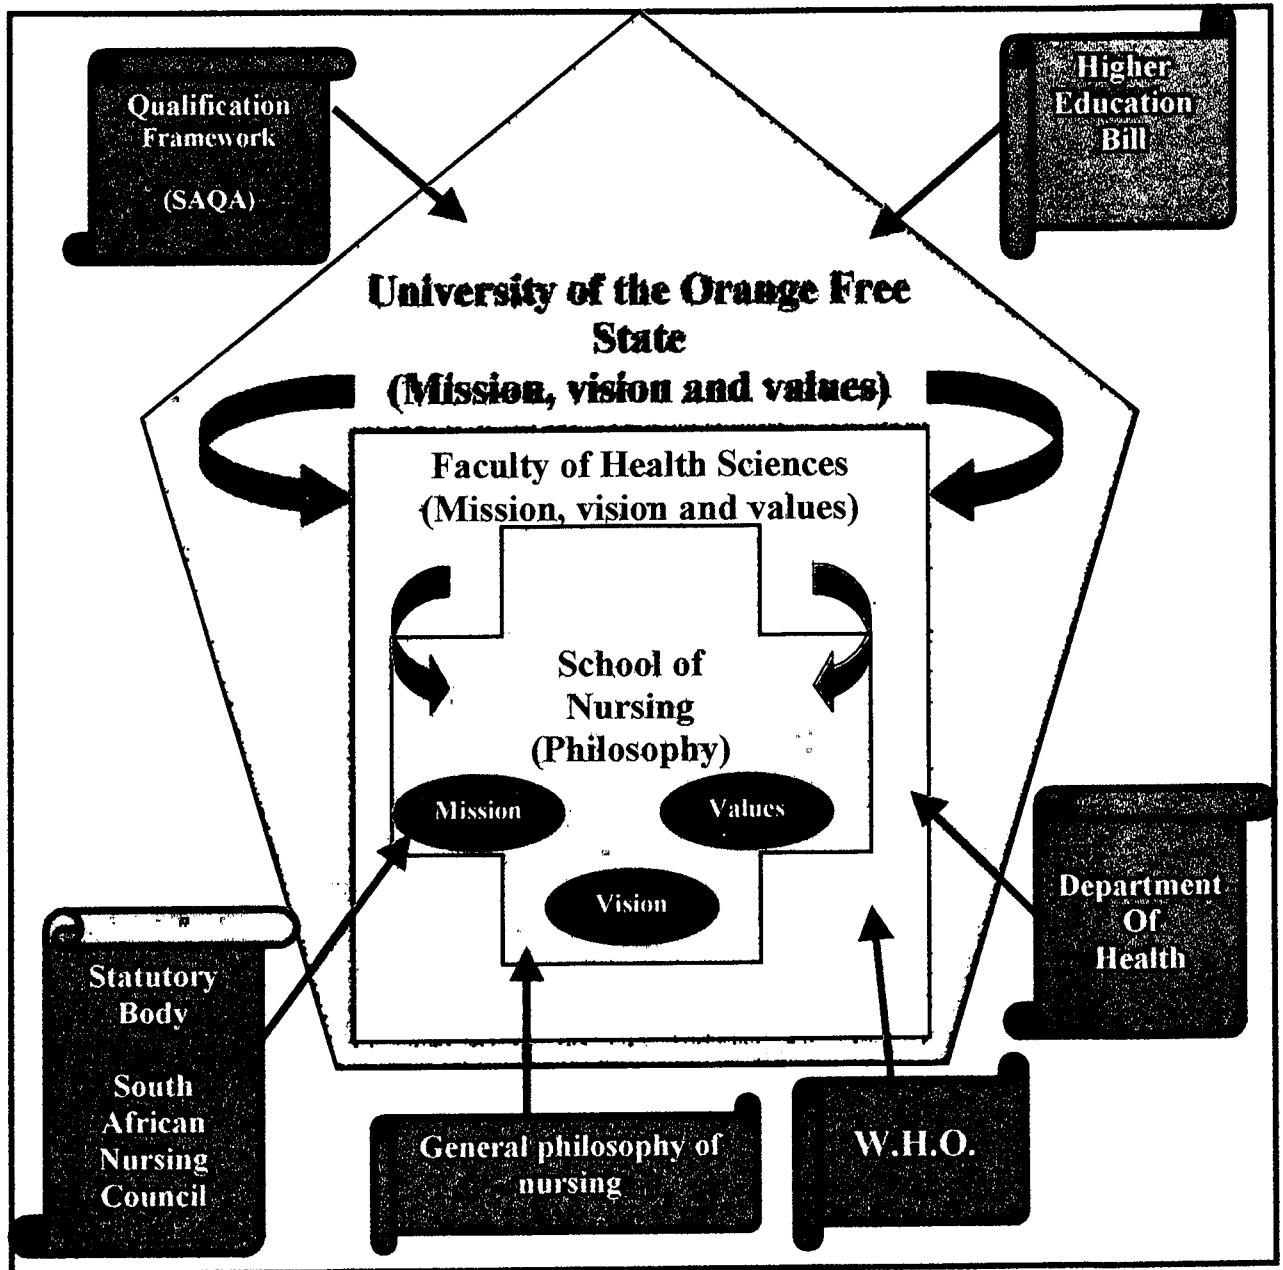 Qualification
Framework
(SAQA)
Higher
Education
Bill
University of the Orange Free
State
(Mission, vision and values)
Faculty of Health Sciences
(Mission, vision and values)
School of
Nursing
(Philosophy)
Mission
Values
Vision
Department
Of
Health
Statutory
Body
South
African
Nursing
Council
General philosophy of
nursing
W.H.O.